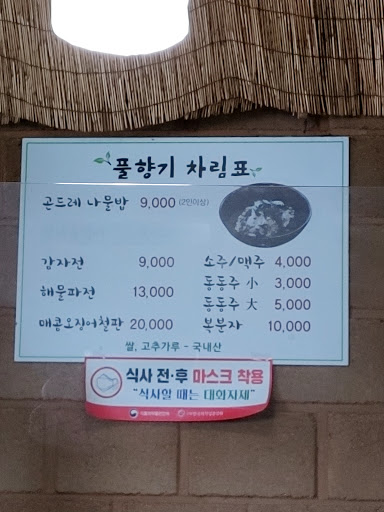 풀향기 차림표
곤드레 나물밥 9,000 (2인이상)
감자전 9,000
해물파전 13,000
매콤오징어철판 20,000
소주/맥주 4,000
동동주 小 3,000
동동주 大 5,000
복분자 10,000
쌀, 고추가루 - 국내산
식사 전·후 마스크 착용
"식사할 때는 대화자제"